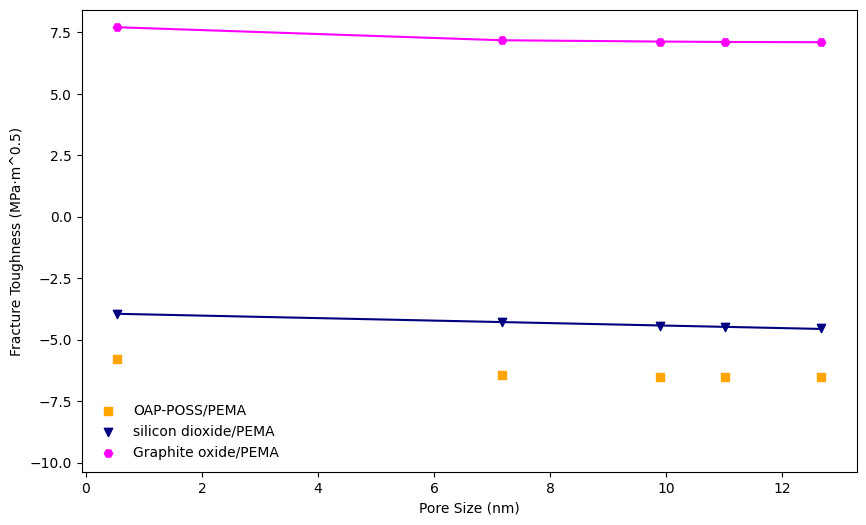 7.5
5.0
2.5
0.0
−2.5
−5.0
−7.5
−10.0
Fracture Toughness (MPa·m^0.5)
OAP-POSS/PEMA
silicon dioxide/PEMA
Graphite oxide/PEMA
0 2 4 6 8 10 12
Pore Size (nm)